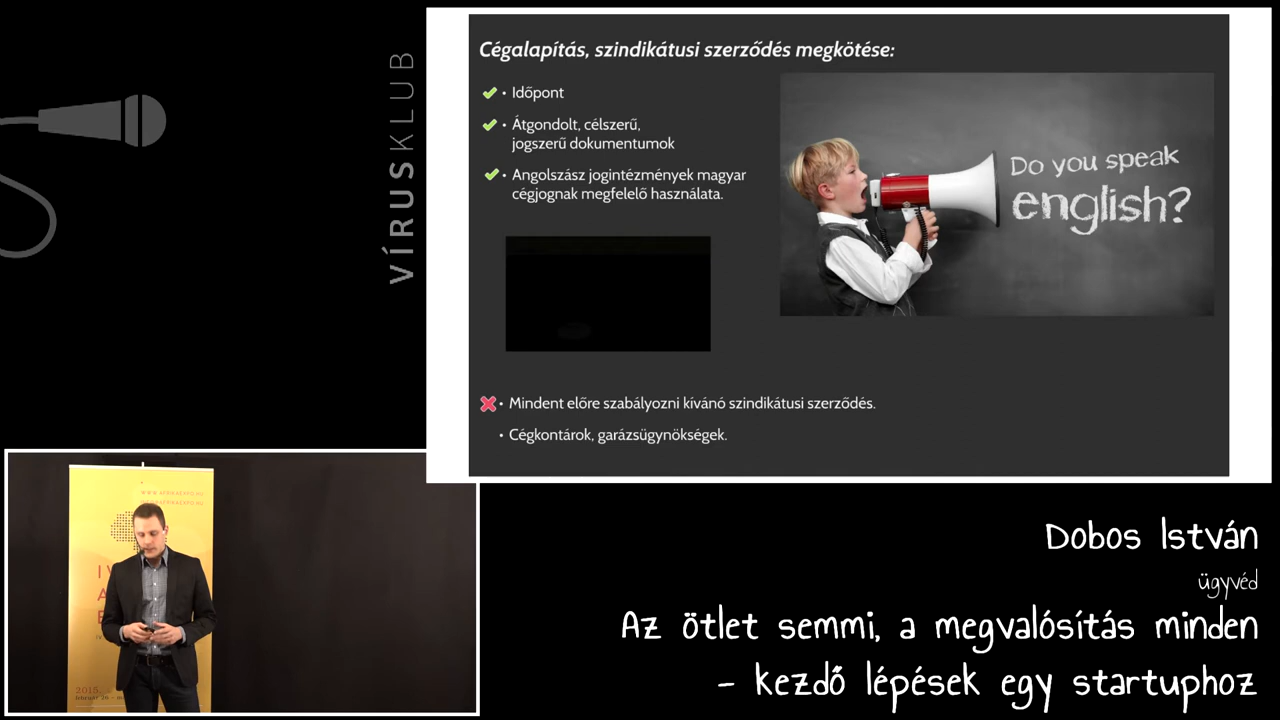 VÍRUSKLUB
Cégalapítás, szindikátusi szerződés megkötése:
• Időpont
• Átgondolt, célszerű,
jogszerű dokumentumok
• Angolszász jogintézmények magyar
cégjognak megfelelő használata.
Do you speak
english?
• Mindent előre szabályozni kívánó szindikátusi szerződés.
• Cégkontárok, garázsügynökségek.
2015.
Dobos István
ügyvéd
Az ötlet semmi, a megvalósítás minden
- kezdő lépések egy startuphoz